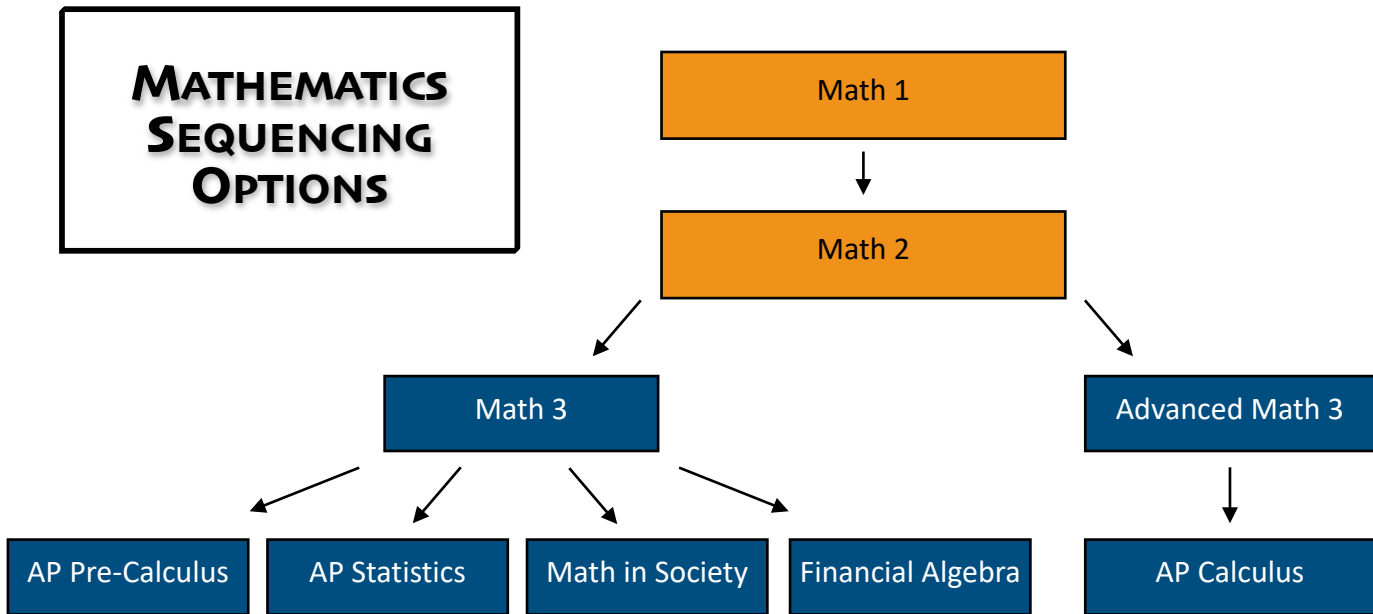 MATHEMATICS
SEQUENCING
OPTIONS
Math 1
Math 2
Math 3
Advanced Math 3
AP Pre-Calculus
AP Statistics
Math in Society
Financial Algebra
AP Calculus